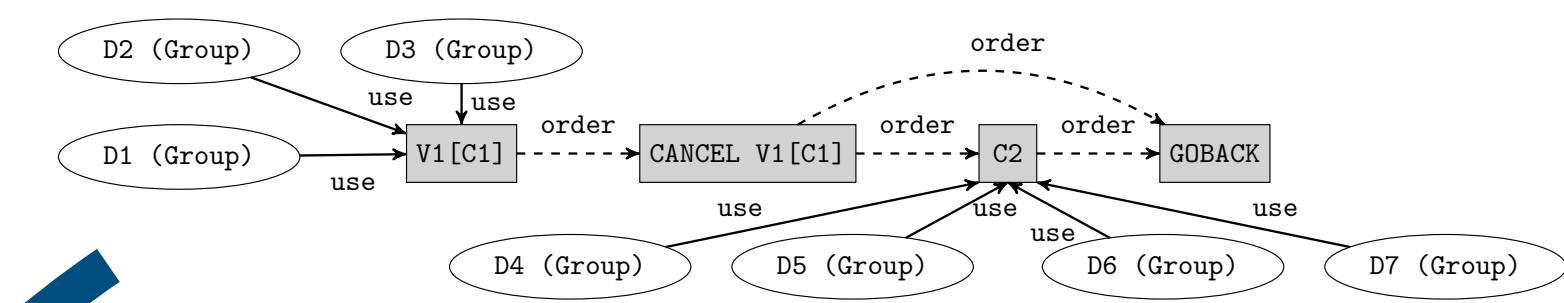 order
D2 (Group)
D3 (Group)
use
use
order
order
order
D1 (Group)
V1[C1]
CANCEL V1[C1]
C2
GOBACK
use
use
use
use
use
D4 (Group)
D5 (Group)
D6 (Group)
D7 (Group)